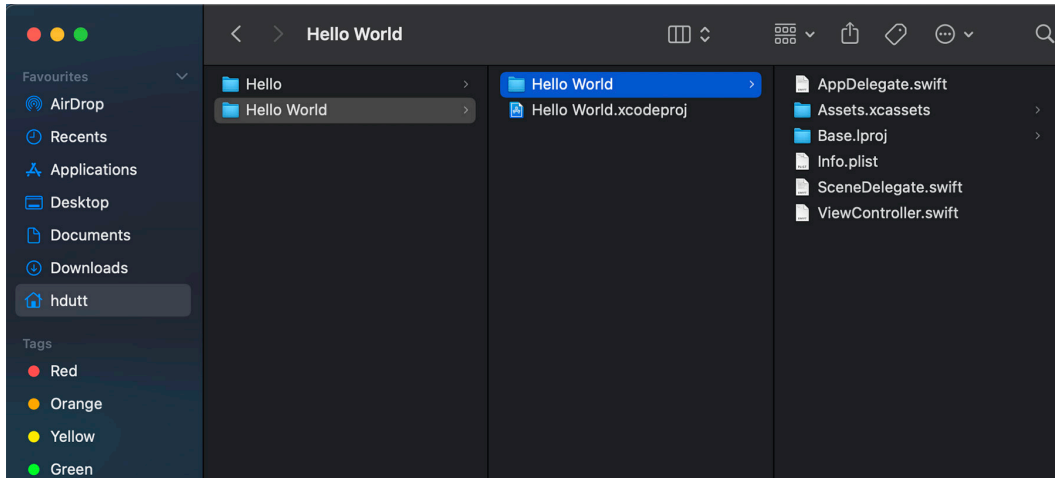 Hello World
Favourites
AirDrop
Recents
Applications
Desktop
Documents
Downloads
hdutt
Tags
Red
Orange
Yellow
Green
Hello
Hello World
Hello World
Hello World.xcodeproj
AppDelegate.swift
Assets.xcassets
Base.lproj
Info.plist
SceneDelegate.swift
ViewController.swift